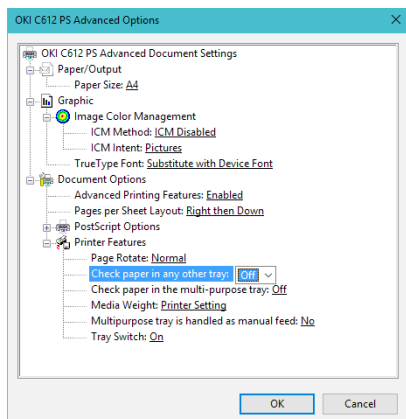 OKI C612 PS Advanced Options
OKI C612 PS Advanced Document Settings
Paper/Output
Paper Size: A4
Graphic
Image Color Management
ICM Method: ICM Disabled
ICM Intent: Pictures
TrueType Font: Substitute with Device Font
Document Options
Advanced Printing Features: Enabled
Pages per Sheet Layout: Right then Down
PostScript Options
Printer Features
Page Rotate: Normal
Check paper in any other tray: Off
Check paper in the multi-purpose tray: Off
Media Weight: Printer Setting
Multipurpose tray is handled as manual feed: No
Tray Switch: On
OK Cancel